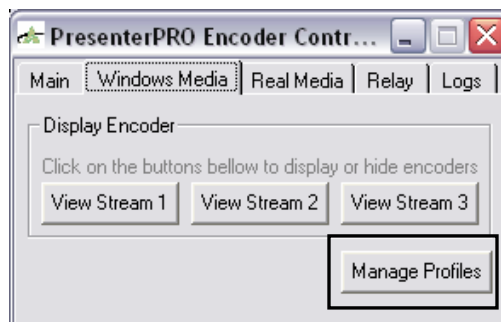 PresenterPRO Encoder Contr...
Main Windows Media Real Media Relay Logs
Display Encoder
Click on the buttons bellow to display or hide encoders
View Stream 1 View Stream 2 View Stream 3
Manage Profiles